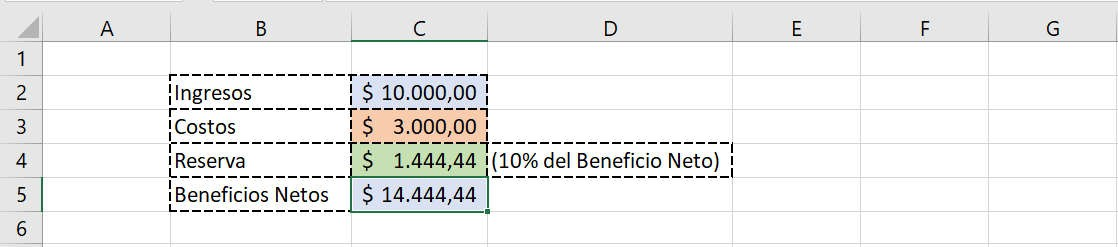 A B C D E F G
1
2 Ingresos $ 10.000,00
3 Costos $ 3.000,00
4 Reserva $ 1.444,44 (10% del Beneficio Neto)
5 Beneficios Netos $ 14.444,44
6